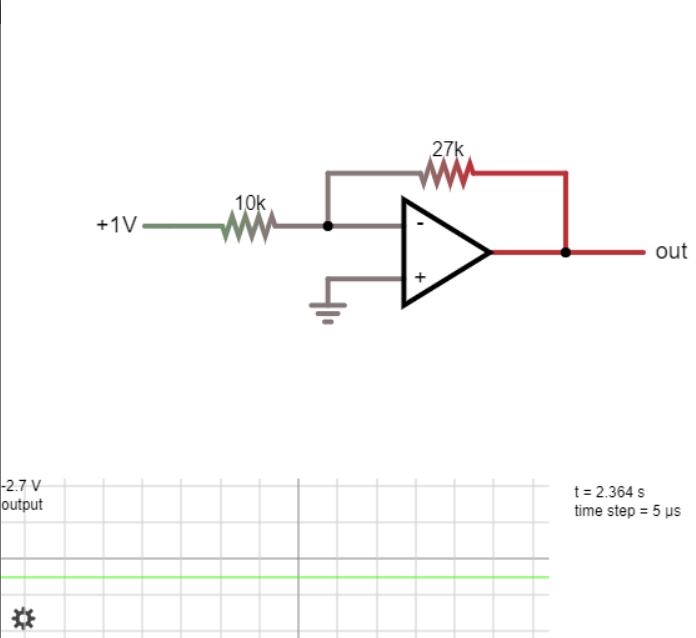 27k
10k
+1V
-
+
out
-2.7 V
output
t = 2.364 s
time step = 5 µs